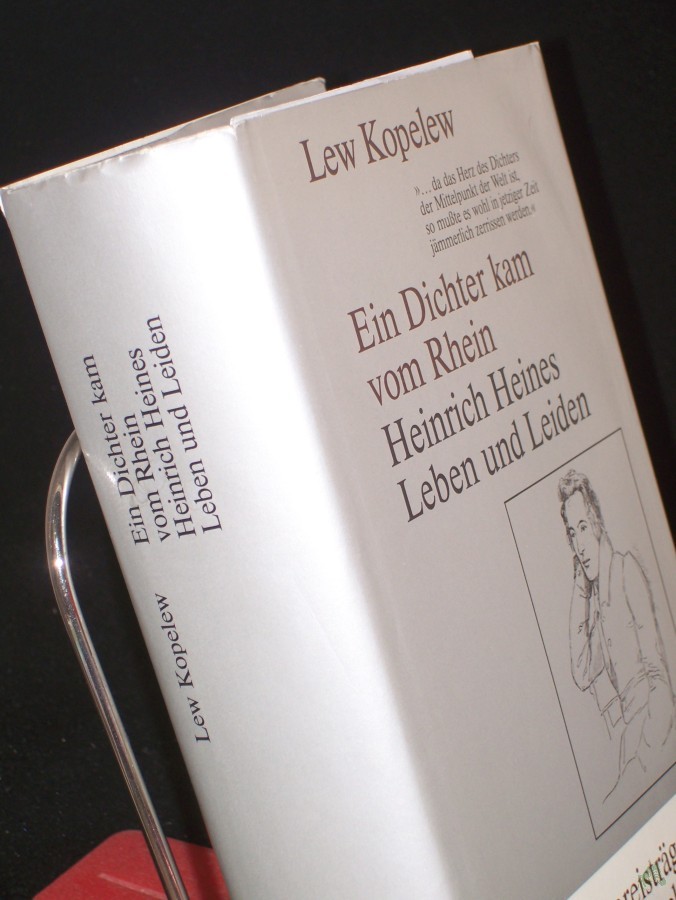 Lew Kopelew
»... da das Herz des Dichters
der Mittelpunkt der Welt ist,
so mußte es wohl in jetziger Zeit
jämmerlich zerrissen werden.«
Ein Dichter kam
vom Rhein
Heinrich Heines
Leben und Leiden
Ein Dichter kam
vom Rhein
Heinrich Heines
Leben und Leiden
Lew Kopelew